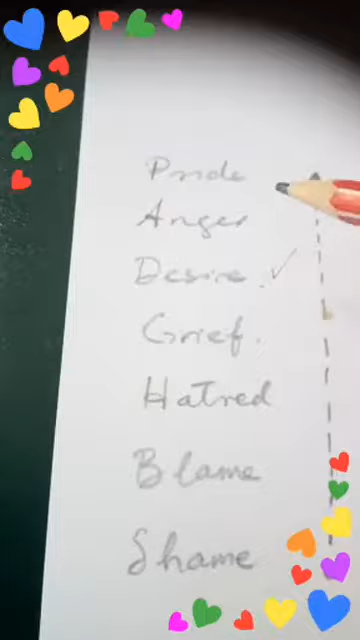 Pride
Anger
Desire. ✓
Grief.
Hatred
Blame
Shame